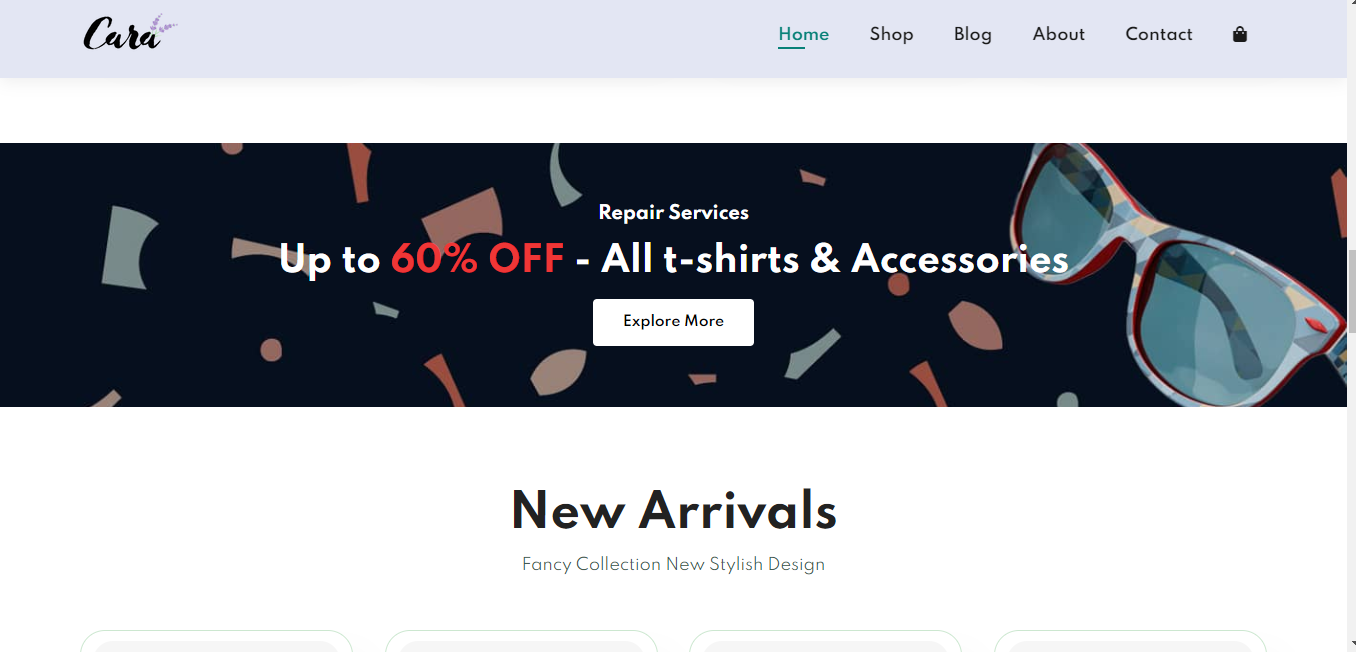 Cara
Home Shop Blog About Contact
Repair Services
Up to 60% OFF - All t-shirts & Accessories
Explore More
New Arrivals
Fancy Collection New Stylish Design